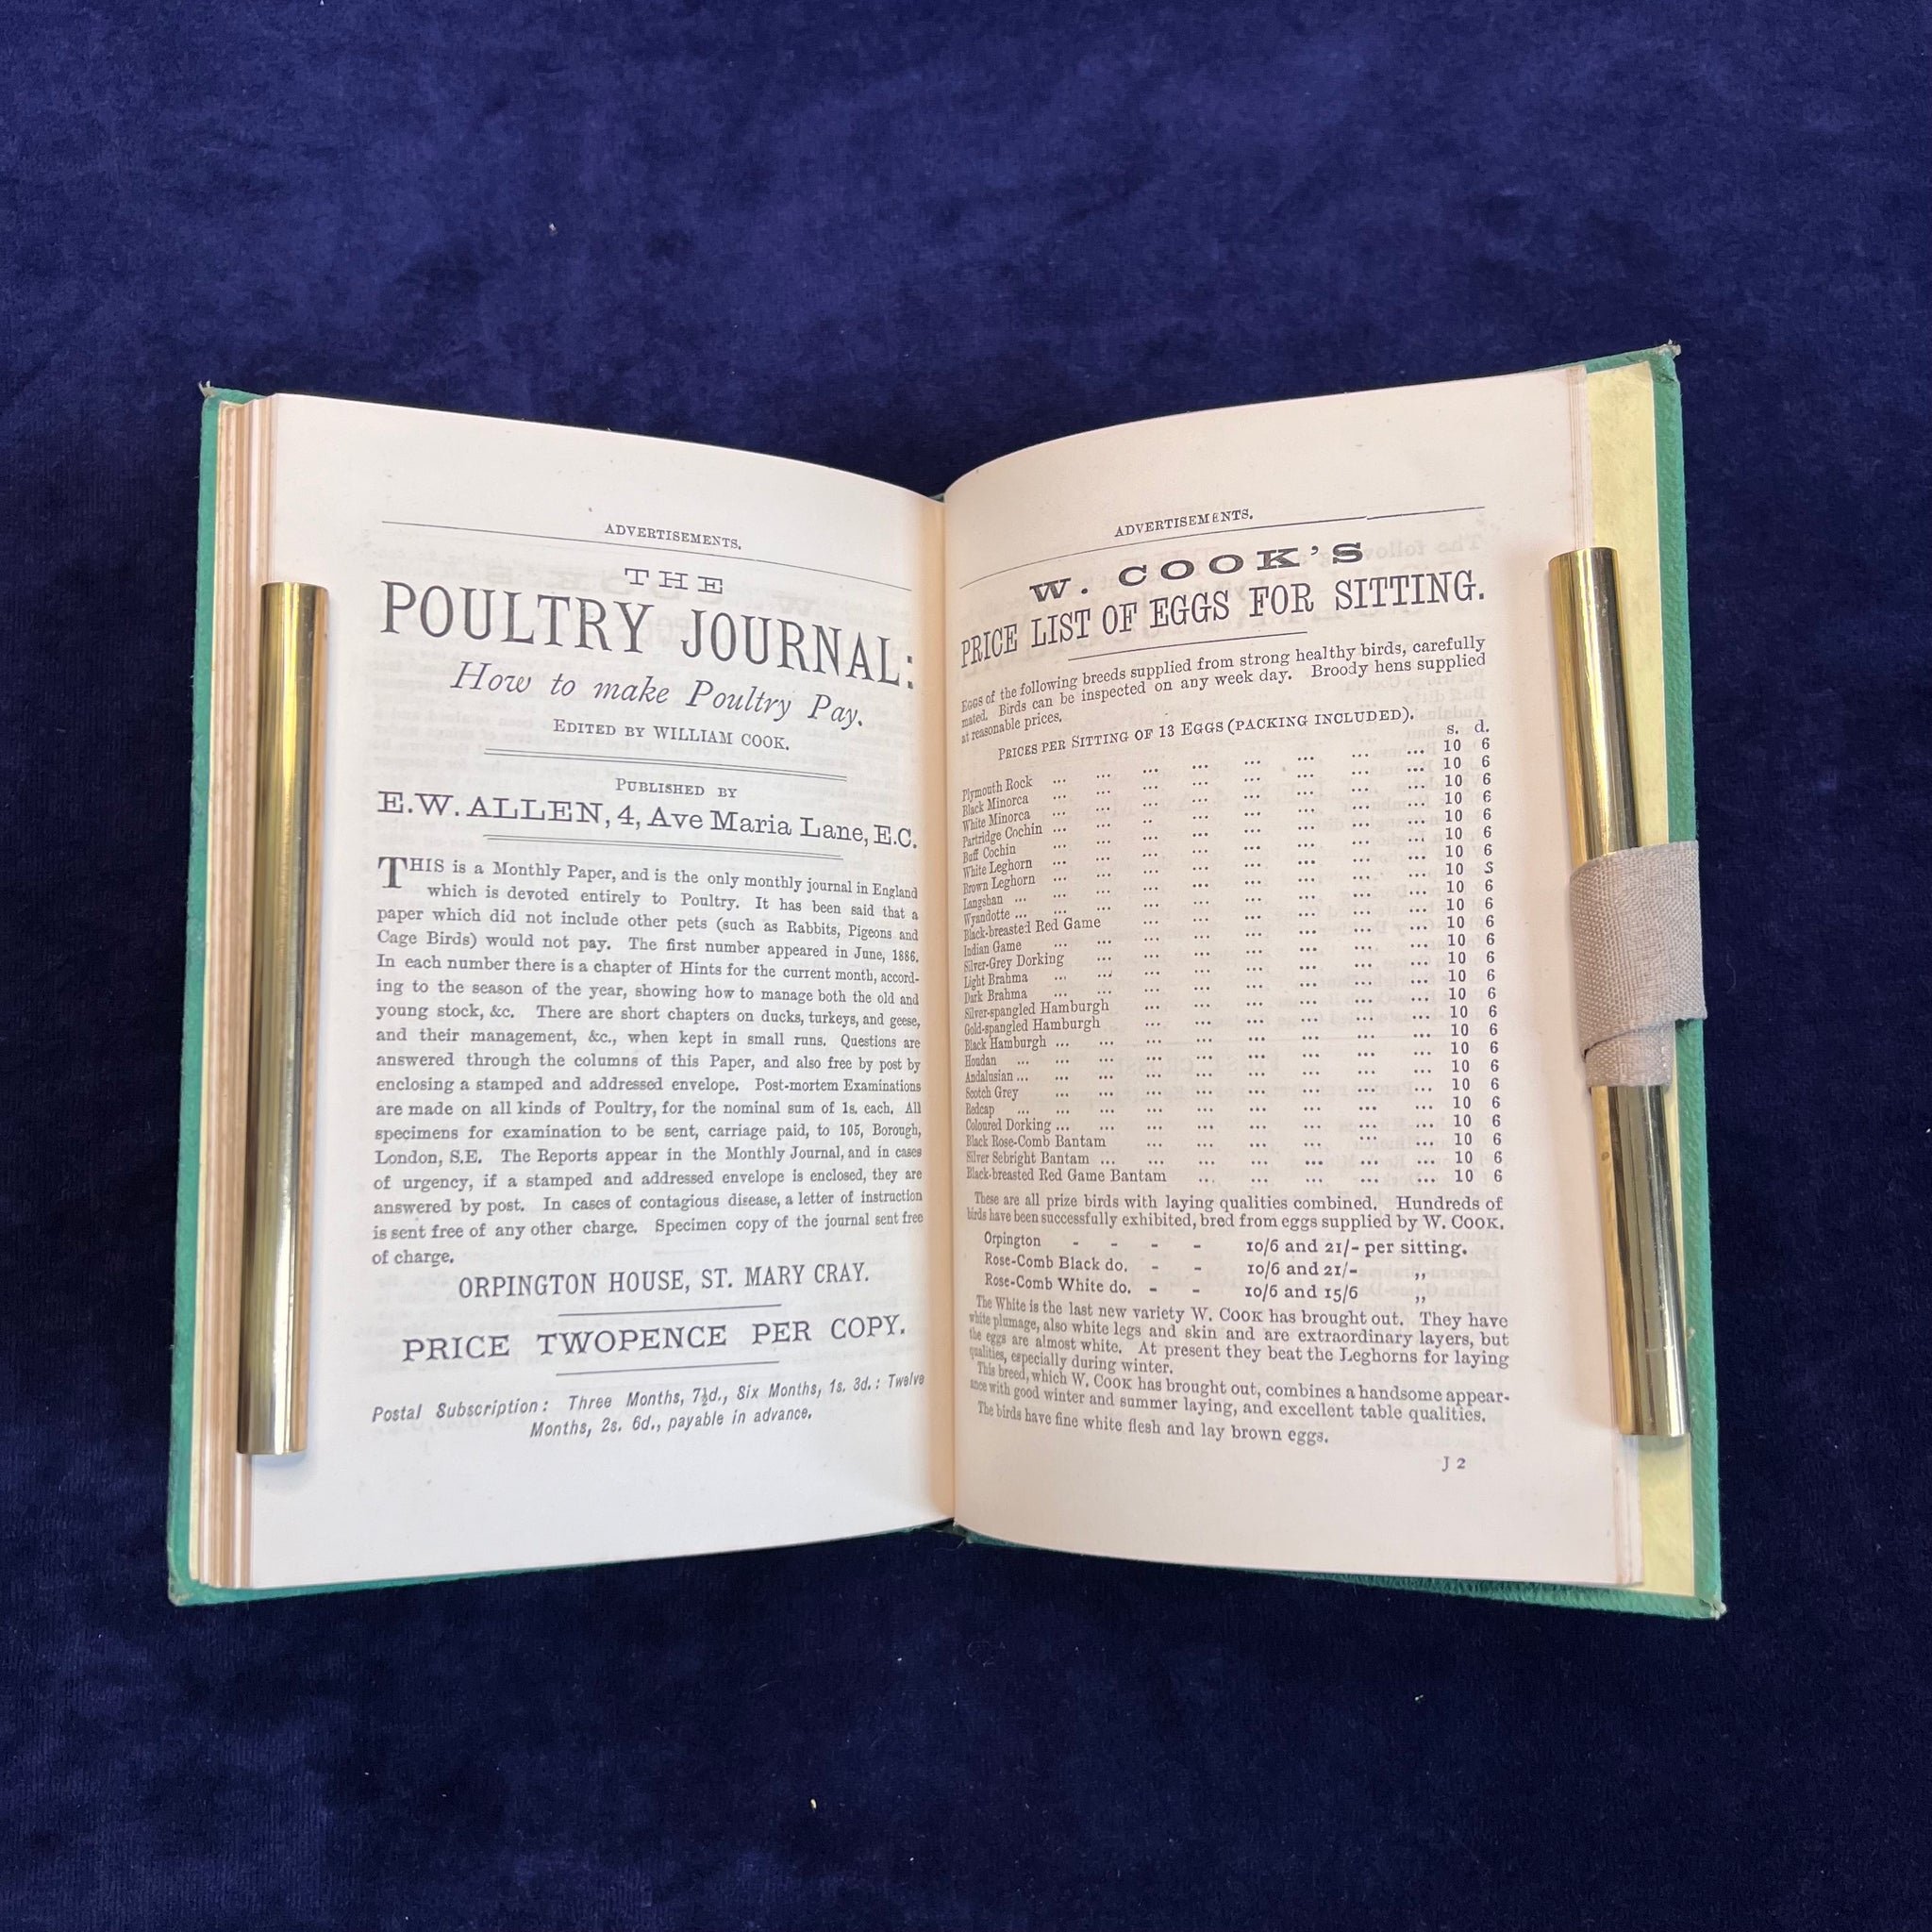 ADVERTISEMENTS.
THE
POULTRY JOURNAL:
How to make Poultry Pay.
EDITED BY WILLIAM COOK.
PUBLISHED BY
E.W. ALLEN, 4, Ave Maria Lane, E.C.
THIS is a Monthly Paper, and is the only monthly journal in England
which is devoted entirely to Poultry. It has been said that a
paper which did not include other pets (such as Rabbits, Pigeons and
Cage Birds) would not pay. The first number appeared in June, 1886.
In each number there is a chapter of Hints for the current month, accord-
ing to the season of the year, showing how to manage both the old and
young stock, &c. There are short chapters on ducks, turkeys, and geese,
and their management, &c., when kept in small runs. Questions are
answered through the columns of this Paper, and also free by post by
enclosing a stamped and addressed envelope. Post-mortem Examinations
are made on all kinds of Poultry, for the nominal sum of 1s. each. All
specimens for examination to be sent, carriage paid, to 105, Borough,
London, S.E. The Reports appear in the Monthly Journal, and in cases
of urgency, if a stamped and addressed envelope is enclosed, they are
answered by post. In cases of contagious disease, a letter of instruction
is sent free of any other charge. Specimen copy of the journal sent free
of charge.
ORPINGTON HOUSE, ST. MARY CRAY.
PRICE TWOPENCE PER COPY.
Postal Subscription: Three Months, 7½d., Six Months, 1s. 3d.: Twelve
Months, 2s. 6d., payable in advance.
ADVERTISEMENTS.
W. COOK'S
PRICE LIST OF EGGS FOR SITTING.
Eggs of the following breeds supplied from strong healthy birds, carefully
mated. Birds can be inspected on any week day. Broody hens supplied
at reasonable prices.
PRICES PER SITTING OF 13 EGGS (PACKING INCLUDED).
s. d.
Plymouth Rock ... ... ... ... ... ... ... ... 10 6
Black Minorca ... ... ... ... ... ... ... ... 10 6
White Minorca ... ... ... ... ... ... ... ... 10 6
Partridge Cochin ... ... ... ... ... ... ... ... 10 6
Buff Cochin ... ... ... ... ... ... ... ... 10 6
White Leghorn ... ... ... ... ... ... ... ... 10 6
Brown Leghorn ... ... ... ... ... ... ... ... 10 6
Langshan ... ... ... ... ... ... ... ... ... 10 S
Wyandotte ... ... ... ... ... ... ... ... ... 10 6
Black-breasted Red Game ... ... ... ... ... ... 10 6
Indian Game ... ... ... ... ... ... ... ... 10 6
Silver-Grey Dorking ... ... ... ... ... ... ... 10 6
Light Brahma ... ... ... ... ... ... ... ... 10 6
Dark Brahma ... ... ... ... ... ... ... ... 10 6
Silver-spangled Hamburgh ... ... ... ... ... ... 10 6
Gold-spangled Hamburgh ... ... ... ... ... ... 10 6
Black Hamburgh ... ... ... ... ... ... ... ... 10 6
Houdan ... ... ... ... ... ... ... ... ... 10 6
Andalusian ... ... ... ... ... ... ... ... ... 10 6
Scotch Grey ... ... ... ... ... ... ... ... 10 6
Redcap ... ... ... ... ... ... ... ... ... 10 6
Coloured Dorking ... ... ... ... ... ... ... ... 10 6
Black Rose-Comb Bantam ... ... ... ... ... ... 10 6
Silver Sebright Bantam ... ... ... ... ... ... ... 10 6
Black-breasted Red Game Bantam ... ... ... ... ... 10 6
These are all prize birds with laying qualities combined. Hundreds of
birds have been successfully exhibited, bred from eggs supplied by W. COOK.
Orpington - - - - 10/6 and 21/- per sitting.
Rose-Comb Black do. - - 10/6 and 21/- ,,
Rose-Comb White do. - - 10/6 and 15/6 ,,
The White is the last new variety W. COOK has brought out. They have
white plumage, also white legs and skin and are extraordinary layers, but
the eggs are almost white. At present they beat the Leghorns for laying
qualities, especially during winter.
This breed, which W. COOK has brought out, combines a handsome appear-
ance with good winter and summer laying, and excellent table qualities.
The birds have fine white flesh and lay brown eggs.
J 2